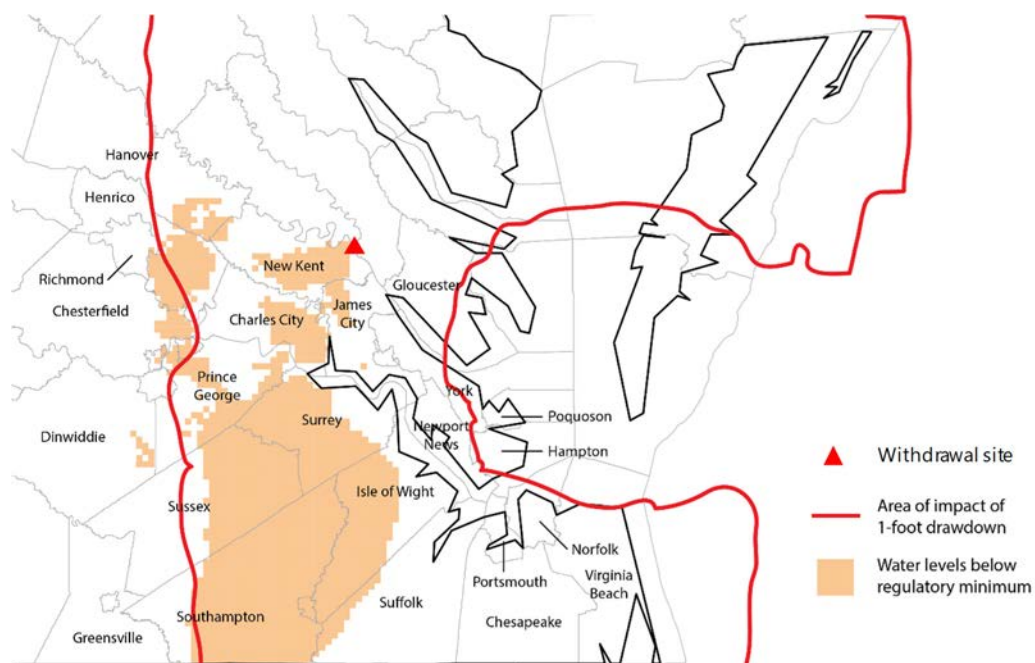 Hanover
Henrico
Richmond
New Kent
Gloucester
Chesterfield
Charles City
James
City
Prince
George
York
Surrey
Newport
News
Poquoson
Dinwiddie
Hampton
Withdrawal site
Isle of Wight
Sussex
Area of impact of
1-foot drawdown
Norfolk
Portsmouth
Virginia
Beach
Water levels below
regulatory minimum
Suffolk
Southampton
Chesapeake
Greensville